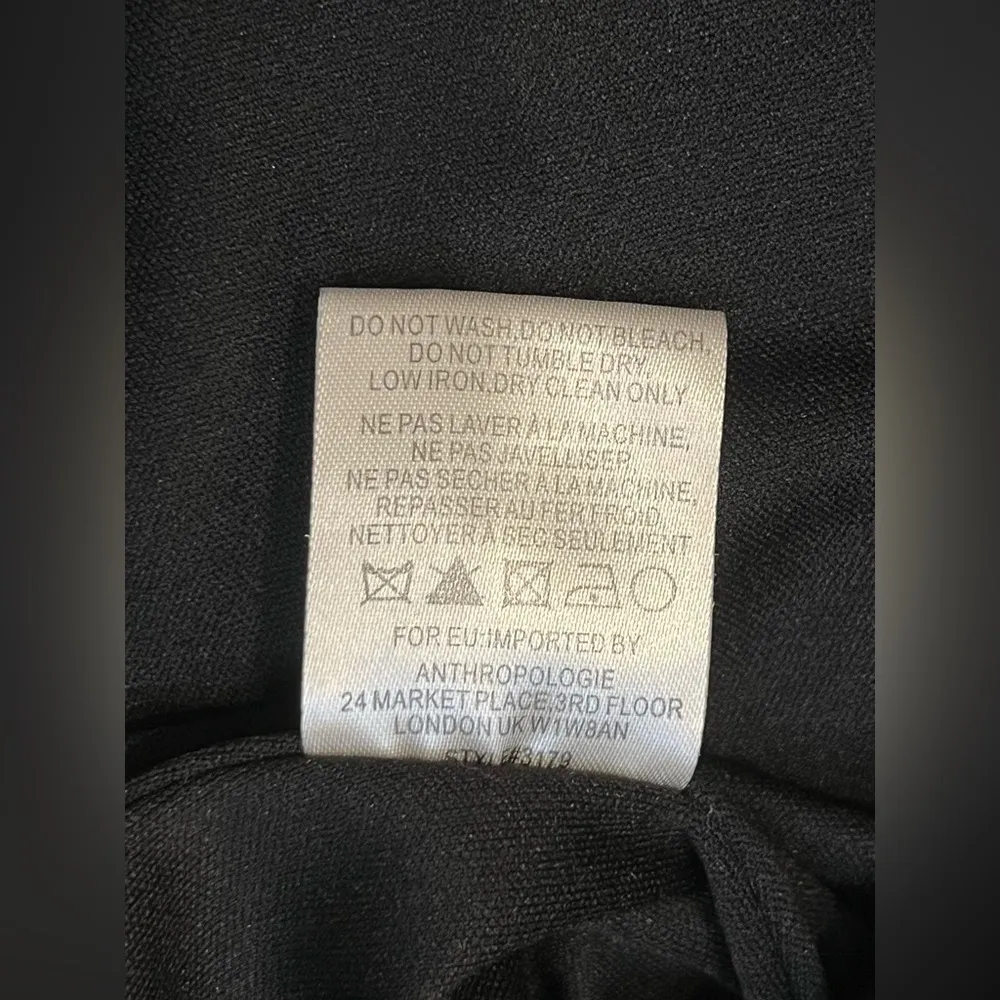 DO NOT WASH,DO NOT BLEACH,
DO NOT TUMBLE DRY,
LOW IRON,DRY CLEAN ONLY
NE PAS LAVER À LA MACHINE,
NE PAS JAVELLISER,
NE PAS SECHER À LA MACHINE,
REPASSER AU FER FROID,
NETTOYER À SEC SEULEMENT
FOR EU:IMPORTED BY
ANTHROPOLOGIE
24 MARKET PLACE,3RD FLOOR
LONDON UK W1W8AN
STYLE#3179